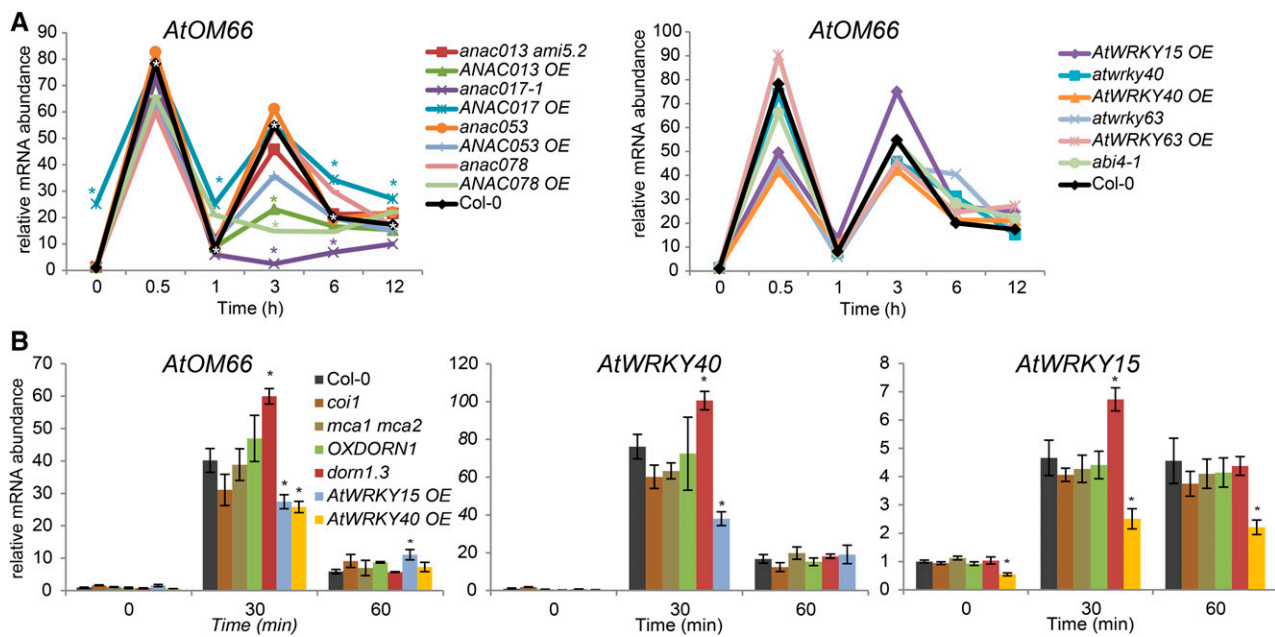 A
AtOM66
relative mRNA abundance
90
80
70
60
50
40
30
20
10
0
0 0.5 1 3 6 12
Time (h)
anac013 ami5.2
ANAC013 OE
anac017-1
ANAC017 OE
anac053
ANAC053 OE
anac078
ANAC078 OE
Col-0
AtOM66
relative mRNA abundance
100
90
80
70
60
50
40
30
20
10
0
0 0.5 1 3 6 12
Time (h)
AtWRKY15 OE
atwrky40
AtWRKY40 OE
atwrky63
AtWRKY63 OE
abi4-1
Col-0
B
AtOM66
relative mRNA abundance
70
60
50
40
30
20
10
0
0 30 60
Time (min)
Col-0
coi1
mca1 mca2
OXDORN1
dorn1.3
AtWRKY15 OE
AtWRKY40 OE
AtWRKY40
120
100
80
60
40
20
0
0 30 60
Time (min)
AtWRKY15
8
7
6
5
4
3
2
1
0
0 30 60
Time (min)